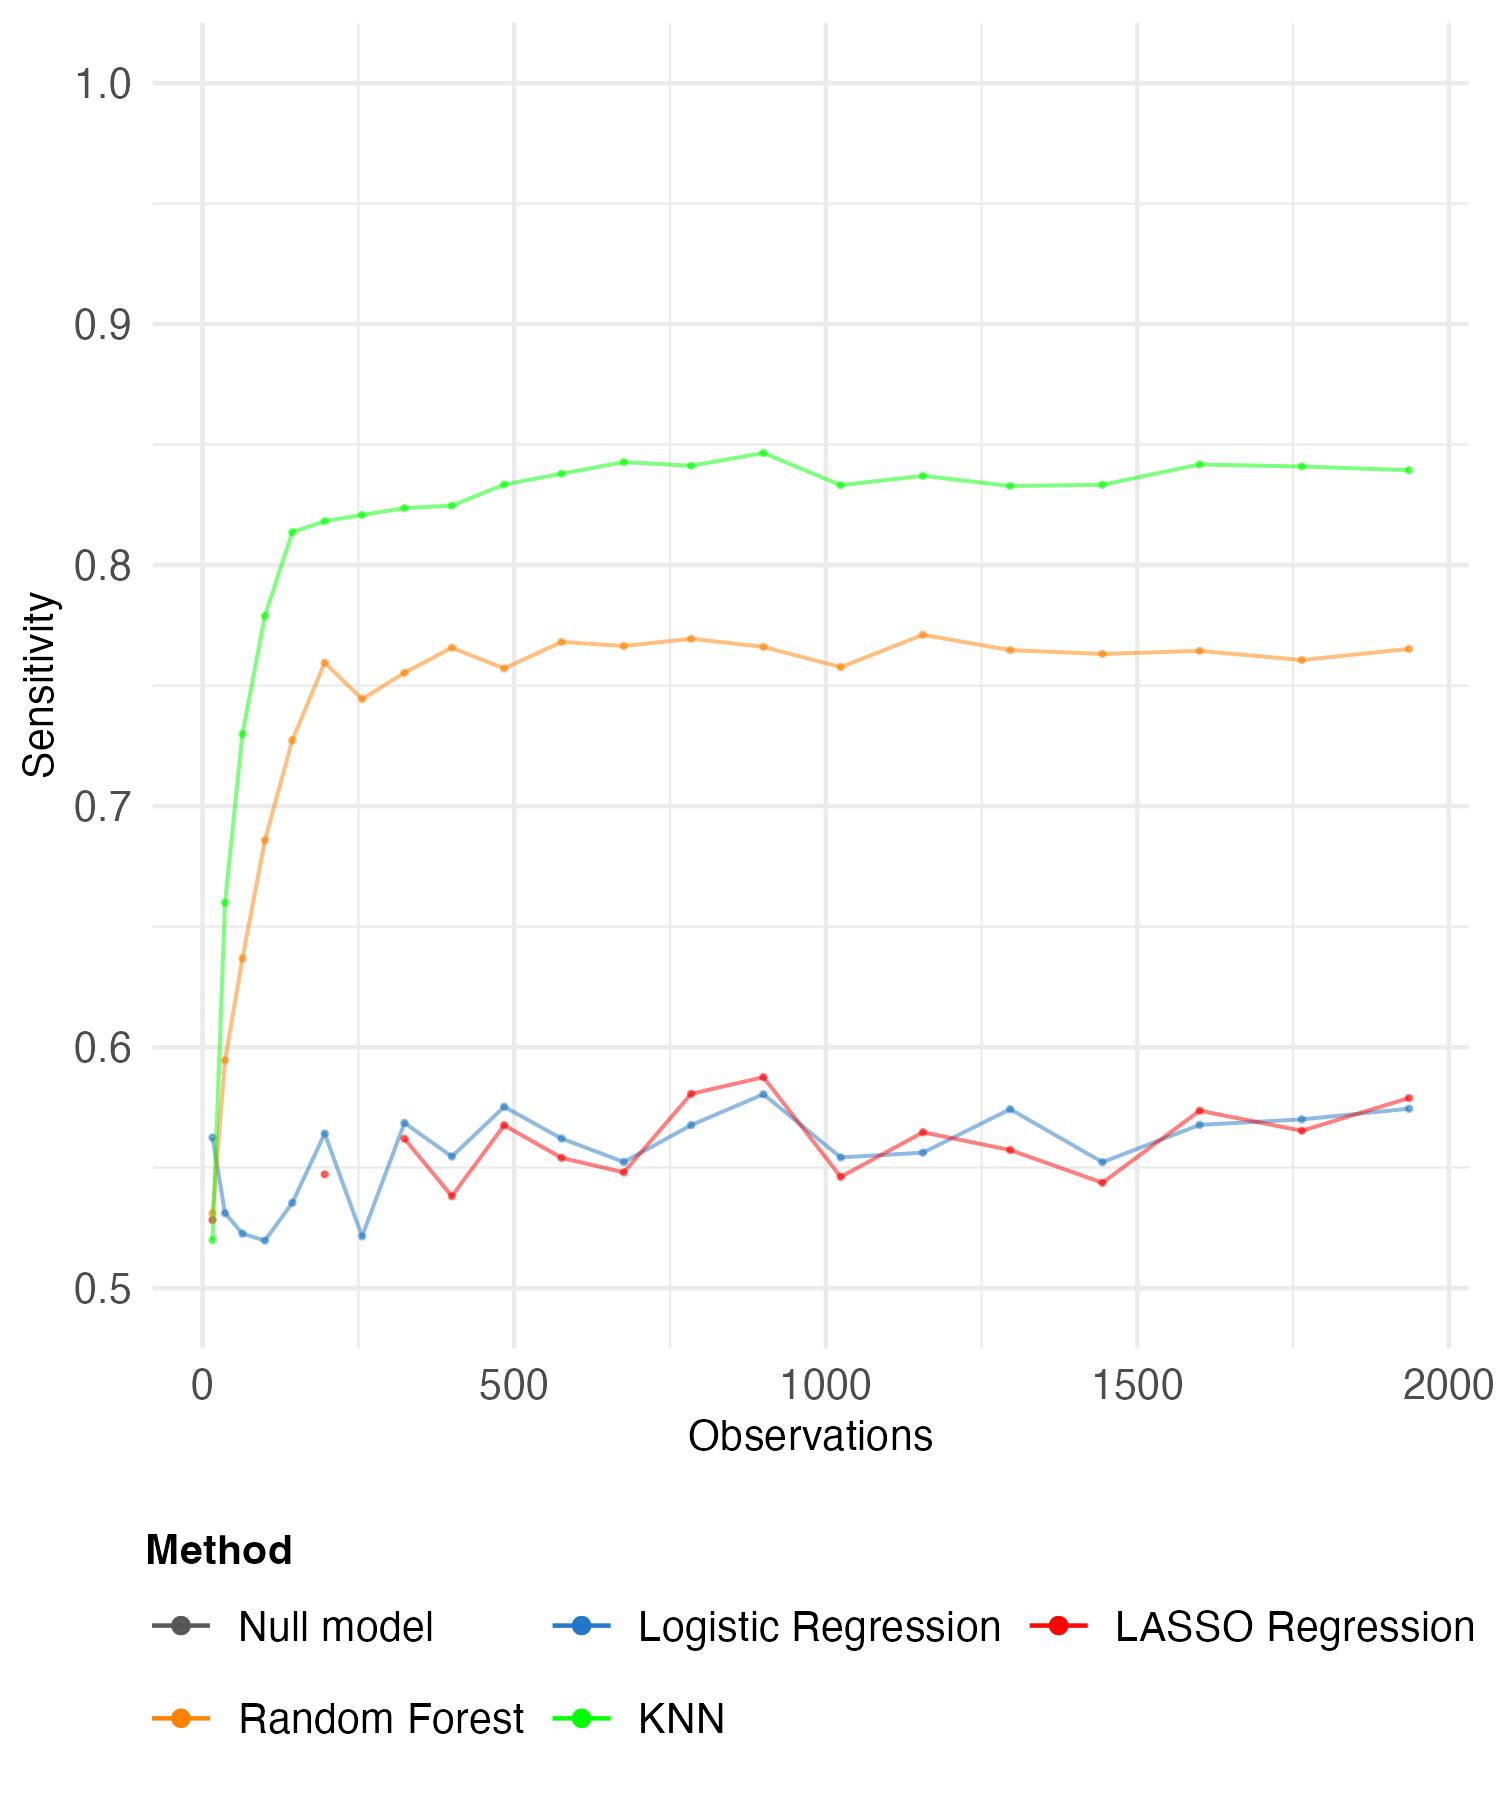 1.0
0.9
0.8
0.7
0.6
0.5
Sensitivity
0 500 1000 1500 2000
Observations
Method
Null model Logistic Regression LASSO Regression
Random Forest KNN